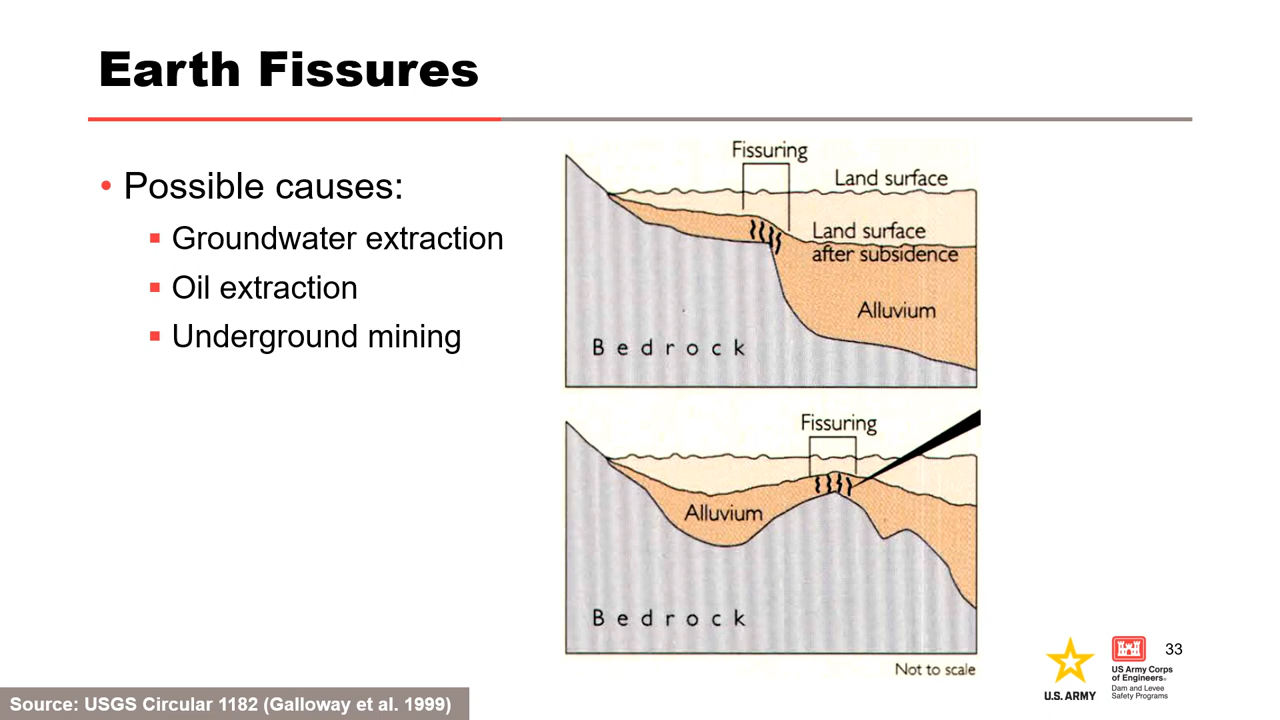 Earth Fissures
• Possible causes:
▪ Groundwater extraction
▪ Oil extraction
▪ Underground mining
Fissuring
Land surface
Land surface
after subsidence
Alluvium
Bedrock
Fissuring
Alluvium
Bedrock
Not to scale
33
U.S. ARMY
US Army Corps
of Engineers®
Dam and Levee
Safety Programs
Source: USGS Circular 1182 (Galloway et al. 1999)